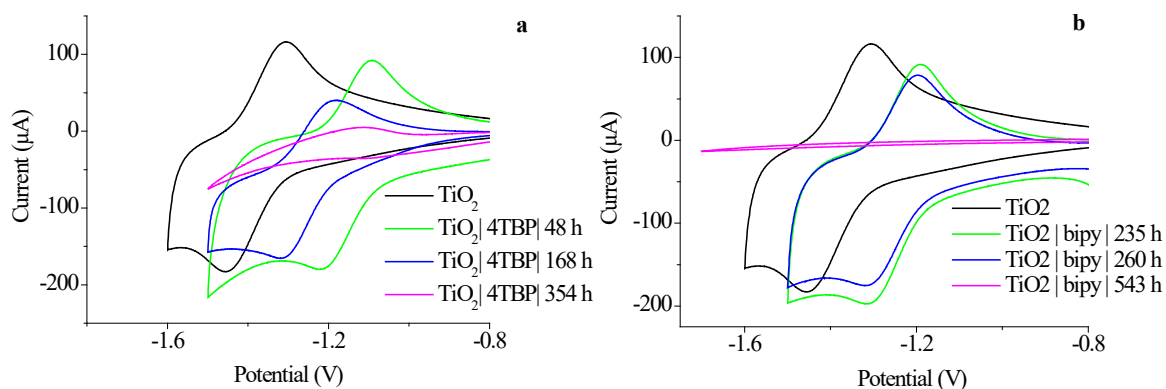 a
100
0
-100
-200
-1.6
-1.2
-0.8
Current (µA)
Potential (V)
TiO2
TiO2| 4TBP| 48 h
TiO2| 4TBP| 168 h
TiO2| 4TBP| 354 h
b
100
0
-100
-200
-1.6
-1.2
-0.8
Current (µA)
Potential (V)
TiO2
TiO2 | bipy | 235 h
TiO2 | bipy | 260 h
TiO2 | bipy | 543 h